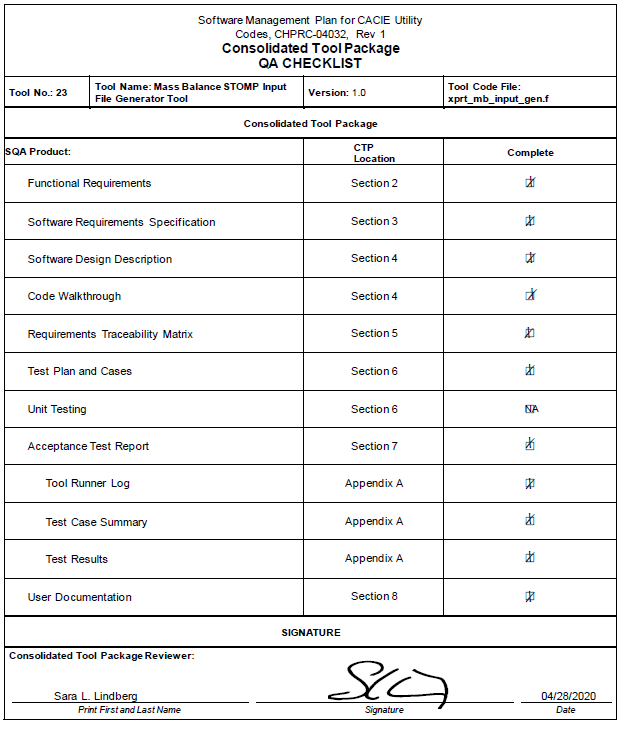 Software Management Plan for CACIE Utility
Codes, CHPRC-04032, Rev 1
Consolidated Tool Package
QA CHECKLIST
Tool No.: 23
Tool Name: Mass Balance STOMP Input
File Generator Tool
Version: 1.0
Tool Code File:
xprt_mb_input_gen.f
Consolidated Tool Package
SQA Product:
CTP
Location
Complete
Functional Requirements Section 2
Software Requirements Specification Section 3
Software Design Description Section 4
Code Walkthrough Section 4
Requirements Traceability Matrix Section 5
Test Plan and Cases Section 6
Unit Testing Section 6 NA
Acceptance Test Report Section 7
Tool Runner Log Appendix A
Test Case Summary Appendix A
Test Results Appendix A
User Documentation Section 8
SIGNATURE
Consolidated Tool Package Reviewer:
Sara L. Lindberg 04/28/2020
Print First and Last Name Signature Date